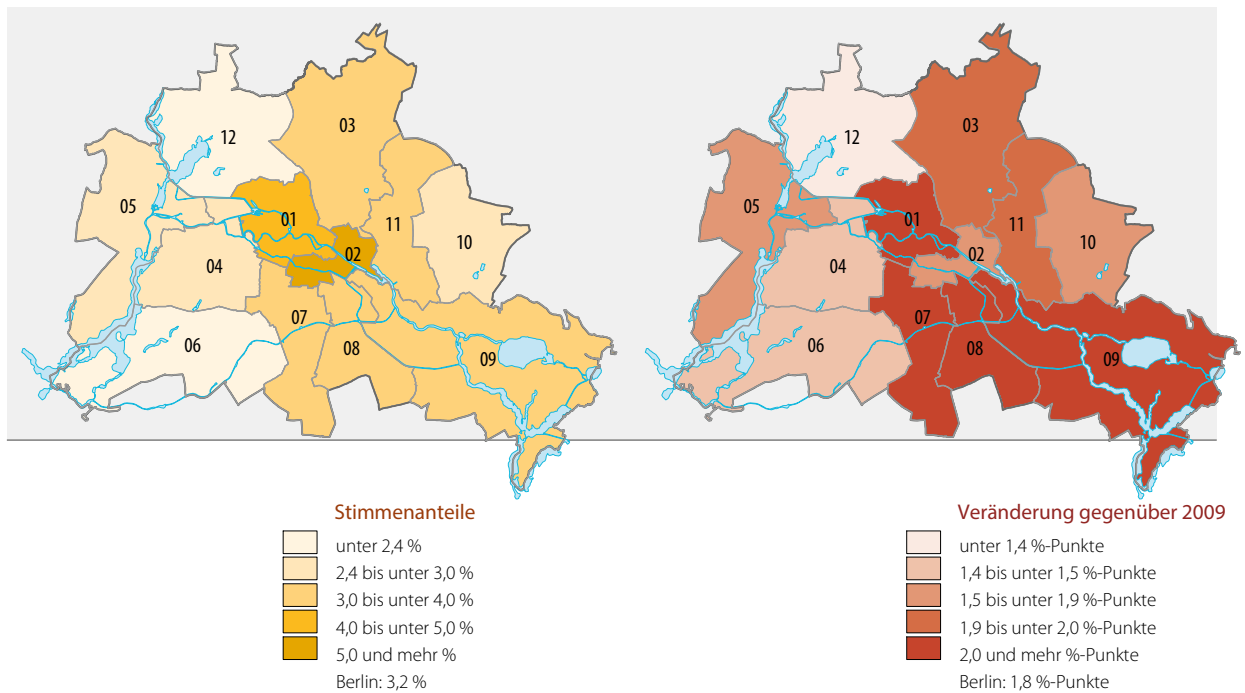 12
03
05
01
11
10
02
04
07
06
08
09
12
03
05
01
11
10
02
04
07
06
08
09
Stimmenanteile
unter 2,4 %
2,4 bis unter 3,0 %
3,0 bis unter 4,0 %
4,0 bis unter 5,0 %
5,0 und mehr %
Berlin: 3,2 %
Veränderung gegenüber 2009
unter 1,4 %-Punkte
1,4 bis unter 1,5 %-Punkte
1,5 bis unter 1,9 %-Punkte
1,9 bis unter 2,0 %-Punkte
2,0 und mehr %-Punkte
Berlin: 1,8 %-Punkte